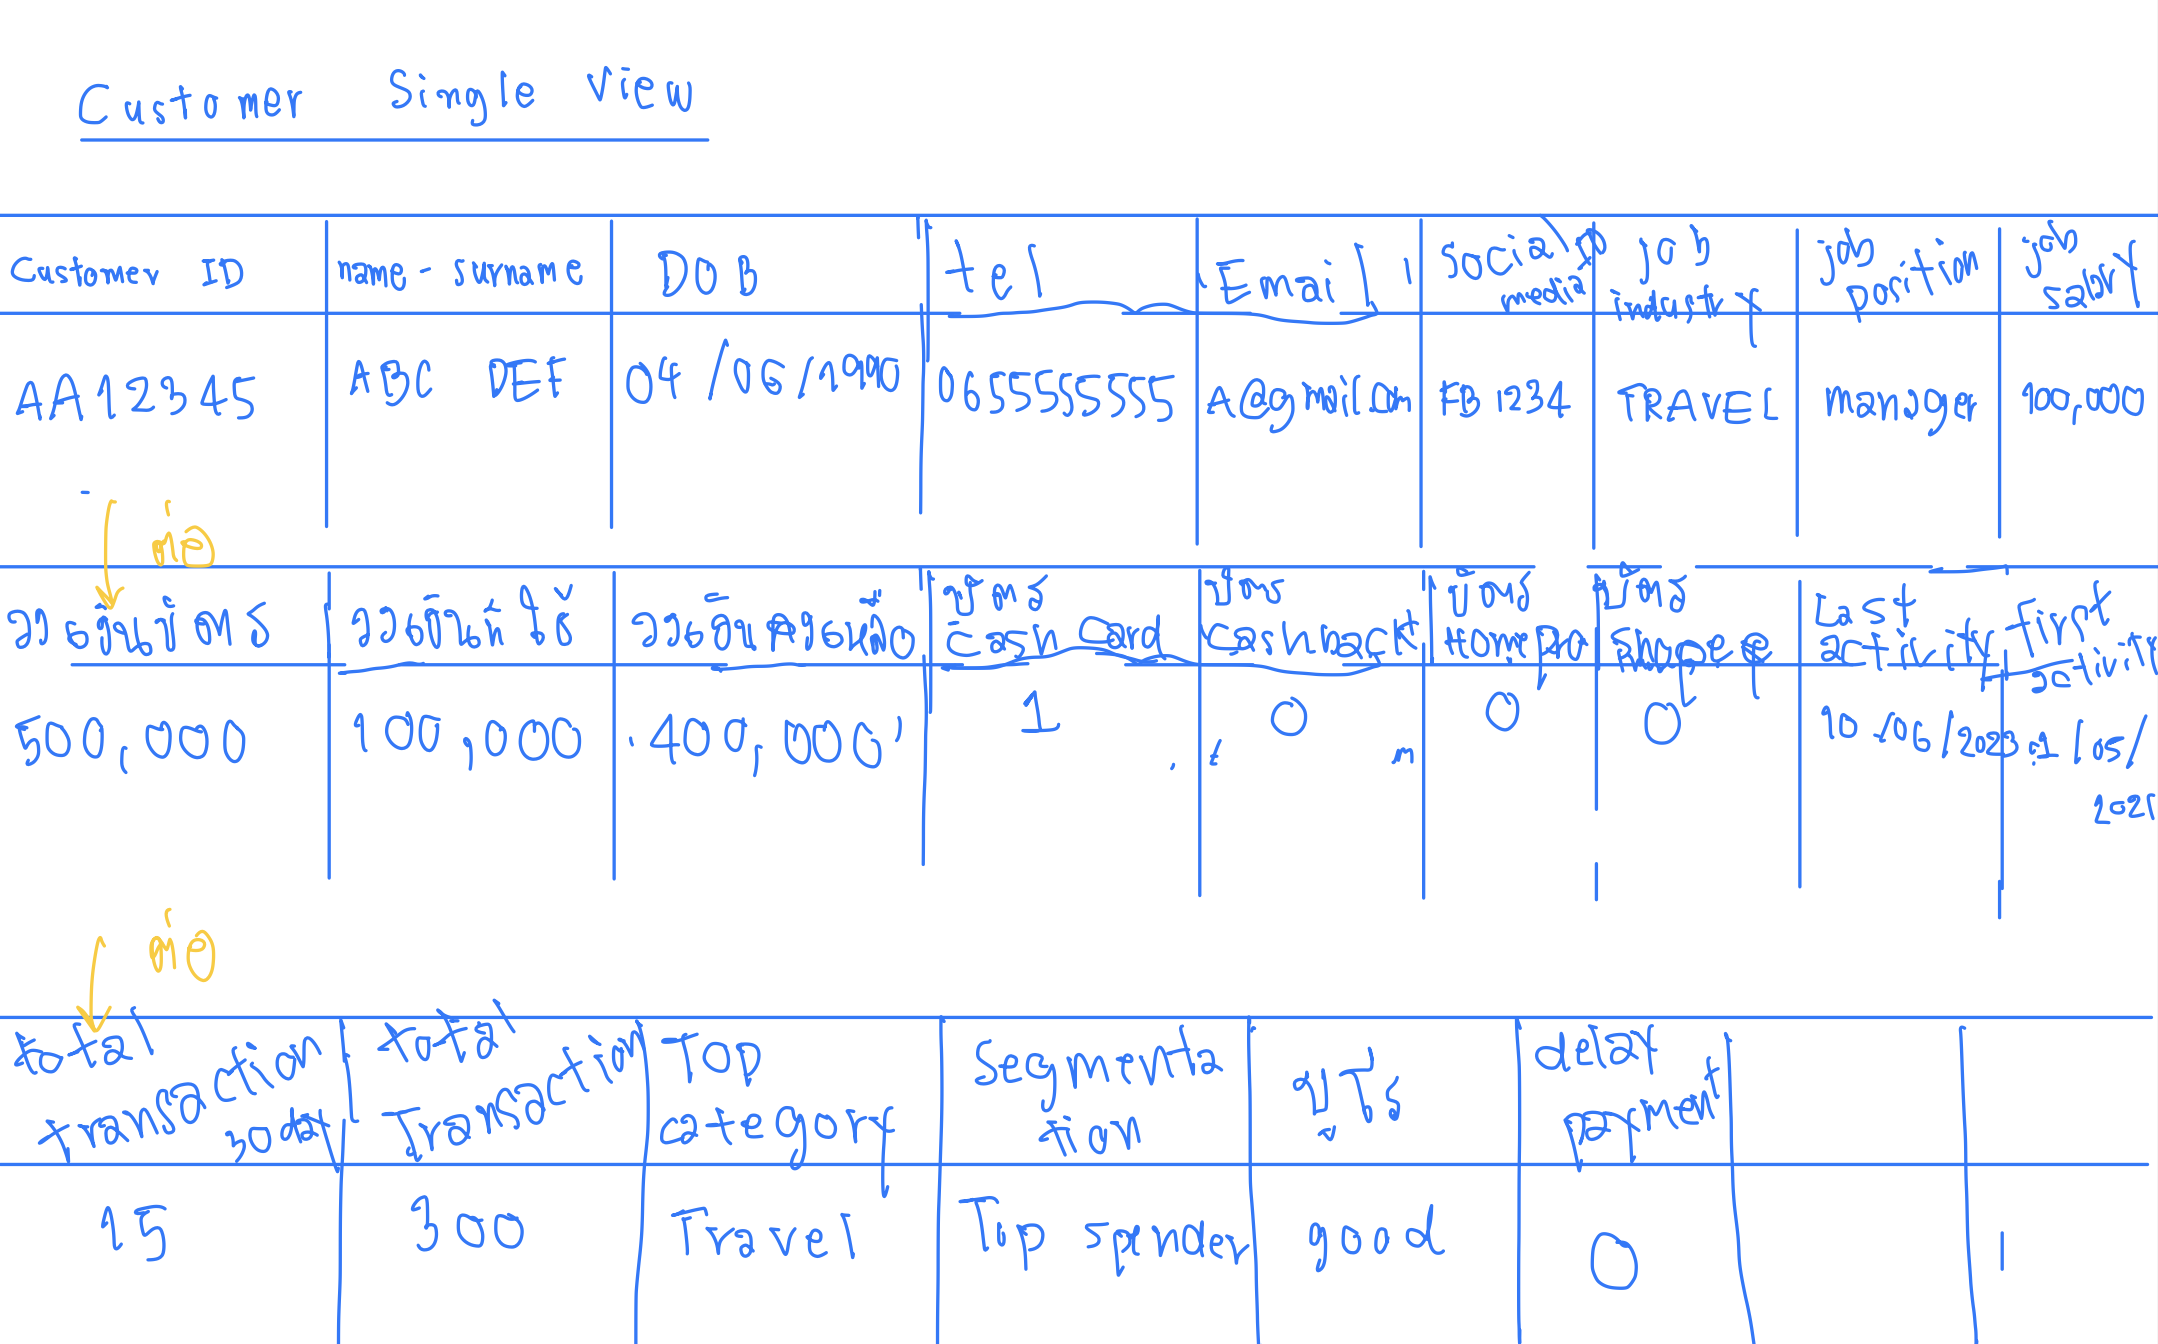 Customer Single View
Customer ID name - surname DOB tel Email social media ID job industry job position job salary
AA12345 ABC DEF 04/06/1990 0655555555 A@gmail.com FB1234 TRAVEL manager 100,000
ต่อ
วงเงินบัตร วงเงินที่ใช้ วงเงินคงเหลือ บัตร cash card บัตร cashback บัตร Homepro บัตร shopee Last activity First activity
500,000 100,000 400,000 1 0 0 0 10/06/2023 1/05/2021
ต่อ
total transaction 30 day total Transaction Top category segmentation บูโร delay payment
15 300 Travel Top spender good 0